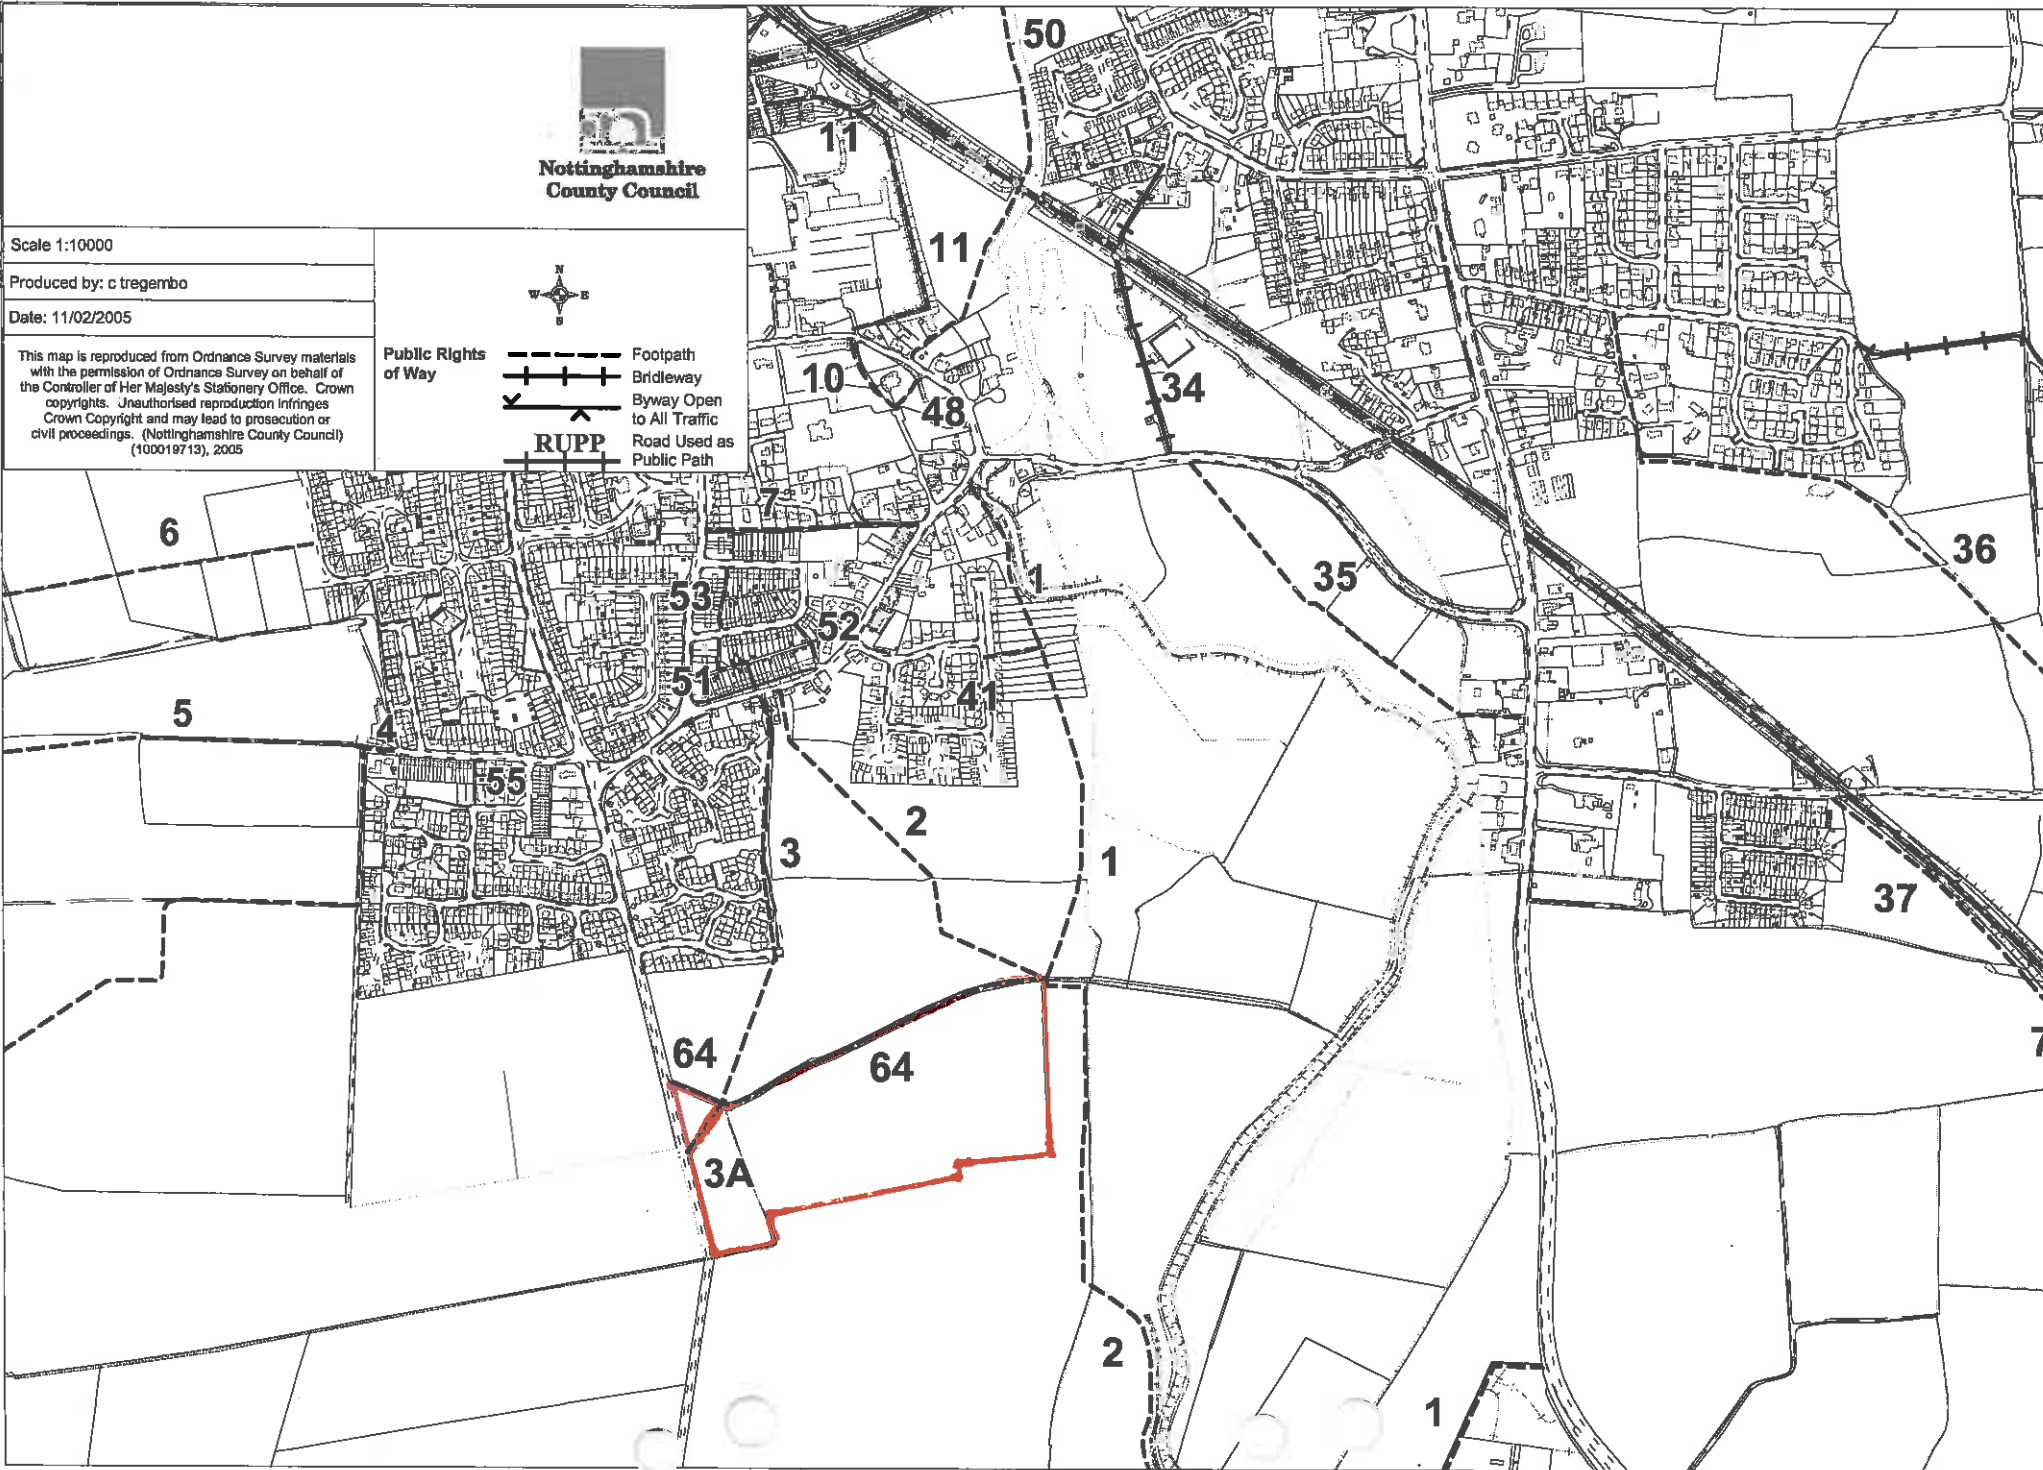 Nottinghamshire
County Council
Scale 1:10000
Produced by: c tregembo
Date: 11/02/2005
This map is reproduced from Ordnance Survey materials
with the permission of Ordnance Survey on behalf of
the Controller of Her Majesty's Stationery Office. Crown
copyrights. Unauthorised reproduction infringes
Crown Copyright and may lead to prosecution or
civil proceedings. (Nottinghamshire County Council)
(100019713), 2005
N
W E
S
Public Rights
of Way
Footpath
Bridleway
Byway Open
to All Traffic
RUPP
Road Used as
Public Path
50
11
11
10
48
34
7
6
1
35
36
53
52
51
41
5
4
55
2
3
1
37
7
64
64
3A
2
1